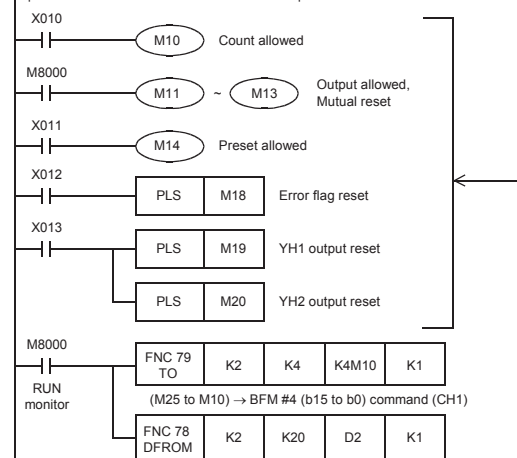 X010
M10 Count allowed
M8000
M11 ~ M13 Output allowed,
Mutual reset
X011
M14 Preset allowed
X012
PLS M18 Error flag reset
X013
PLS M19 YH1 output reset
PLS M20 YH2 output reset
M8000
RUN
monitor
FNC 79
TO K2 K4 K4M10 K1
(M25 to M10) → BFM #4 (b15 to b0) command (CH1)
FNC 78
DFROM K2 K20 D2 K1